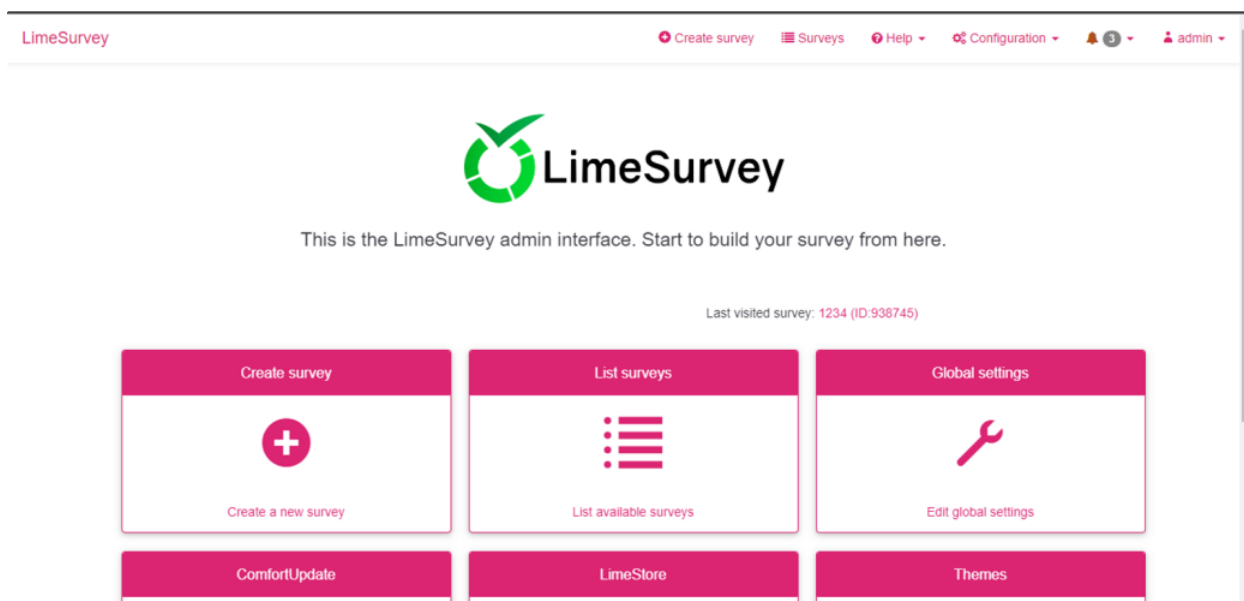 LimeSurvey
Create survey
Surveys
Help
Configuration
3
admin
LimeSurvey
This is the LimeSurvey admin interface. Start to build your survey from here.
Last visited survey: 1234 (ID:938745)
Create survey
List surveys
Global settings
Create a new survey
List available surveys
Edit global settings
ComfortUpdate
LimeStore
Themes